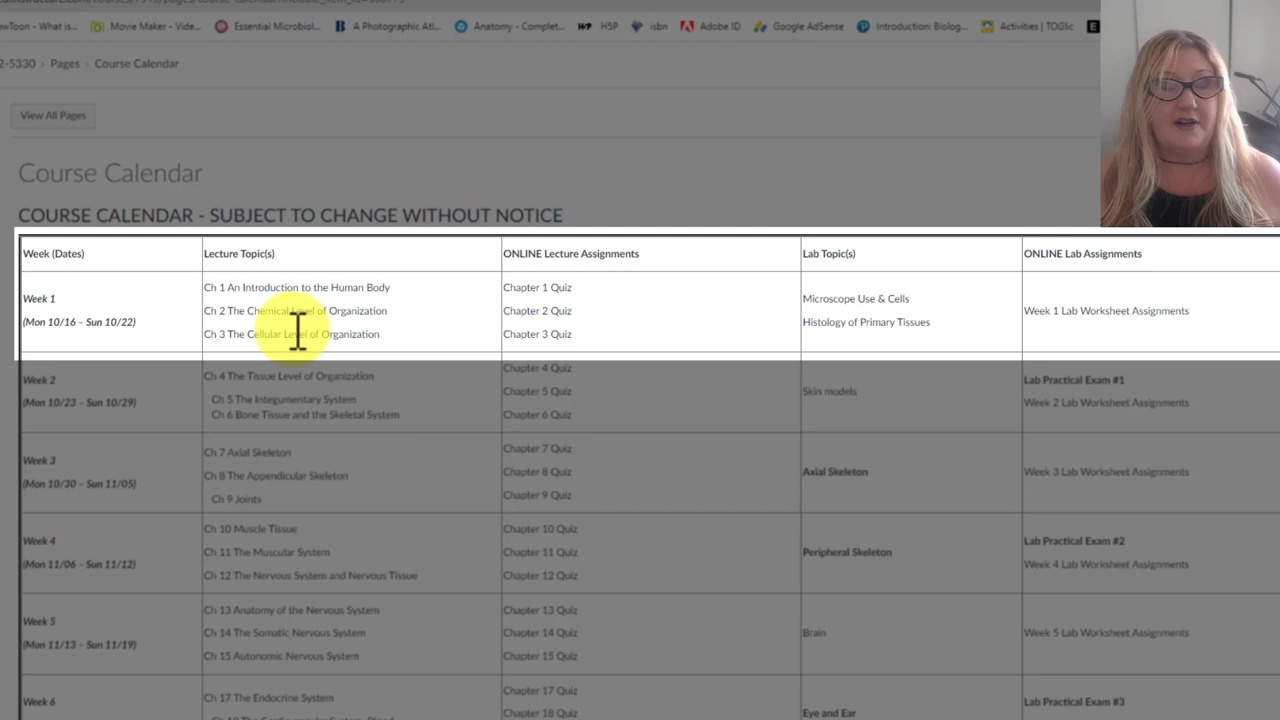 wToon - What is...
Movie Maker - Vide...
Essential Microbiol...
A Photographic Atl...
Anatomy - Complet...
H5P
isbn
Adobe ID
Google AdSense
Introduction: Biolog...
Activities | TOGlic
2-5330 › Pages › Course Calendar
View All Pages
Course Calendar
COURSE CALENDAR - SUBJECT TO CHANGE WITHOUT NOTICE
Week (Dates)
Lecture Topic(s)
ONLINE Lecture Assignments
Lab Topic(s)
ONLINE Lab Assignments
Week 1
(Mon 10/16 – Sun 10/22)
Ch 1 An Introduction to the Human Body
Ch 2 The Chemical Level of Organization
Ch 3 The Cellular Level of Organization
Chapter 1 Quiz
Chapter 2 Quiz
Chapter 3 Quiz
Microscope Use & Cells
Histology of Primary Tissues
Week 1 Lab Worksheet Assignments
Week 2
(Mon 10/23 – Sun 10/29)
Ch 4 The Tissue Level of Organization
Ch 5 The Integumentary System
Ch 6 Bone Tissue and the Skeletal System
Chapter 4 Quiz
Chapter 5 Quiz
Chapter 6 Quiz
Skin models
Lab Practical Exam #1
Week 2 Lab Worksheet Assignments
Week 3
(Mon 10/30 – Sun 11/05)
Ch 7 Axial Skeleton
Ch 8 The Appendicular Skeleton
Ch 9 Joints
Chapter 7 Quiz
Chapter 8 Quiz
Chapter 9 Quiz
Axial Skeleton
Week 3 Lab Worksheet Assignments
Week 4
(Mon 11/06 – Sun 11/12)
Ch 10 Muscle Tissue
Ch 11 The Muscular System
Ch 12 The Nervous System and Nervous Tissue
Chapter 10 Quiz
Chapter 11 Quiz
Chapter 12 Quiz
Peripheral Skeleton
Lab Practical Exam #2
Week 4 Lab Worksheet Assignments
Week 5
(Mon 11/13 – Sun 11/19)
Ch 13 Anatomy of the Nervous System
Ch 14 The Somatic Nervous System
Ch 15 Autonomic Nervous System
Chapter 13 Quiz
Chapter 14 Quiz
Chapter 15 Quiz
Brain
Week 5 Lab Worksheet Assignments
Week 6
Ch 17 The Endocrine System
Chapter 17 Quiz
Chapter 18 Quiz
Eye and Ear
Lab Practical Exam #3